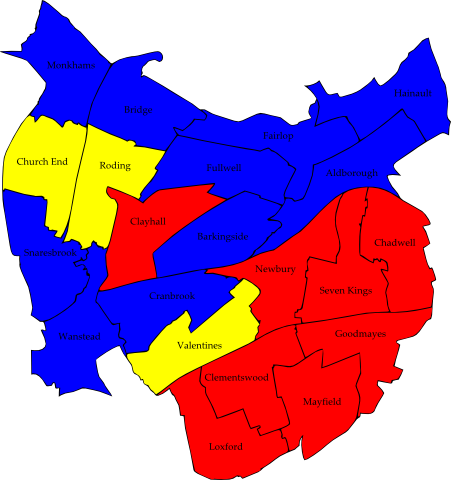 Monkhams
Hainault
Bridge
Fairlop
Church End
Roding
Fullwell
Aldborough
Clayhall
Barkingside
Chadwell
Snaresbrook
Newbury
Seven Kings
Cranbrook
Wanstead
Valentines
Goodmayes
Clementswood
Mayfield
Loxford